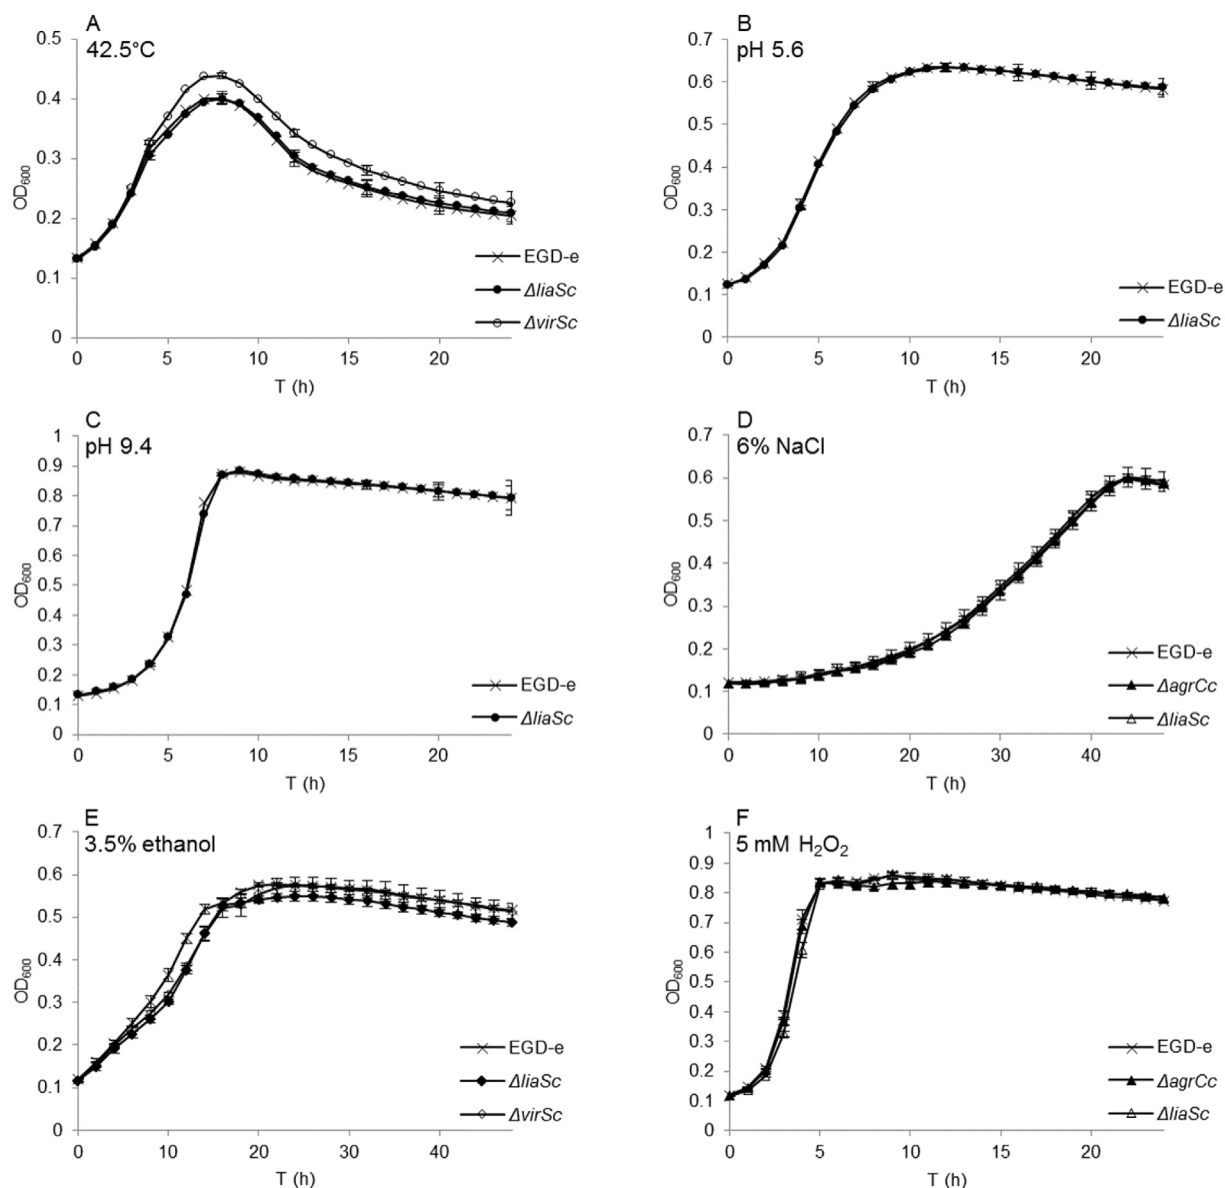 A
42.5°C
0.5
0.4
0.3
0.2
0.1
0
OD600
0 5 10 15 20
T (h)
EGD-e
ΔliaSc
ΔvirSc
B
pH 5.6
0.7
0.6
0.5
0.4
0.3
0.2
0.1
0
OD600
0 5 10 15 20
T (h)
EGD-e
ΔliaSc
C
pH 9.4
1
0.9
0.8
0.7
0.6
0.5
0.4
0.3
0.2
0.1
0
OD600
0 5 10 15 20
T (h)
EGD-e
ΔliaSc
D
6% NaCl
0.7
0.6
0.5
0.4
0.3
0.2
0.1
0
OD600
0 10 20 30 40
T (h)
EGD-e
ΔagrCc
ΔliaSc
E
3.5% ethanol
0.7
0.6
0.5
0.4
0.3
0.2
0.1
0
OD600
0 10 20 30 40
T (h)
EGD-e
ΔliaSc
ΔvirSc
F
5 mM H2O2
1
0.9
0.8
0.7
0.6
0.5
0.4
0.3
0.2
0.1
0
OD600
0 5 10 15 20
T (h)
EGD-e
ΔagrCc
ΔliaSc